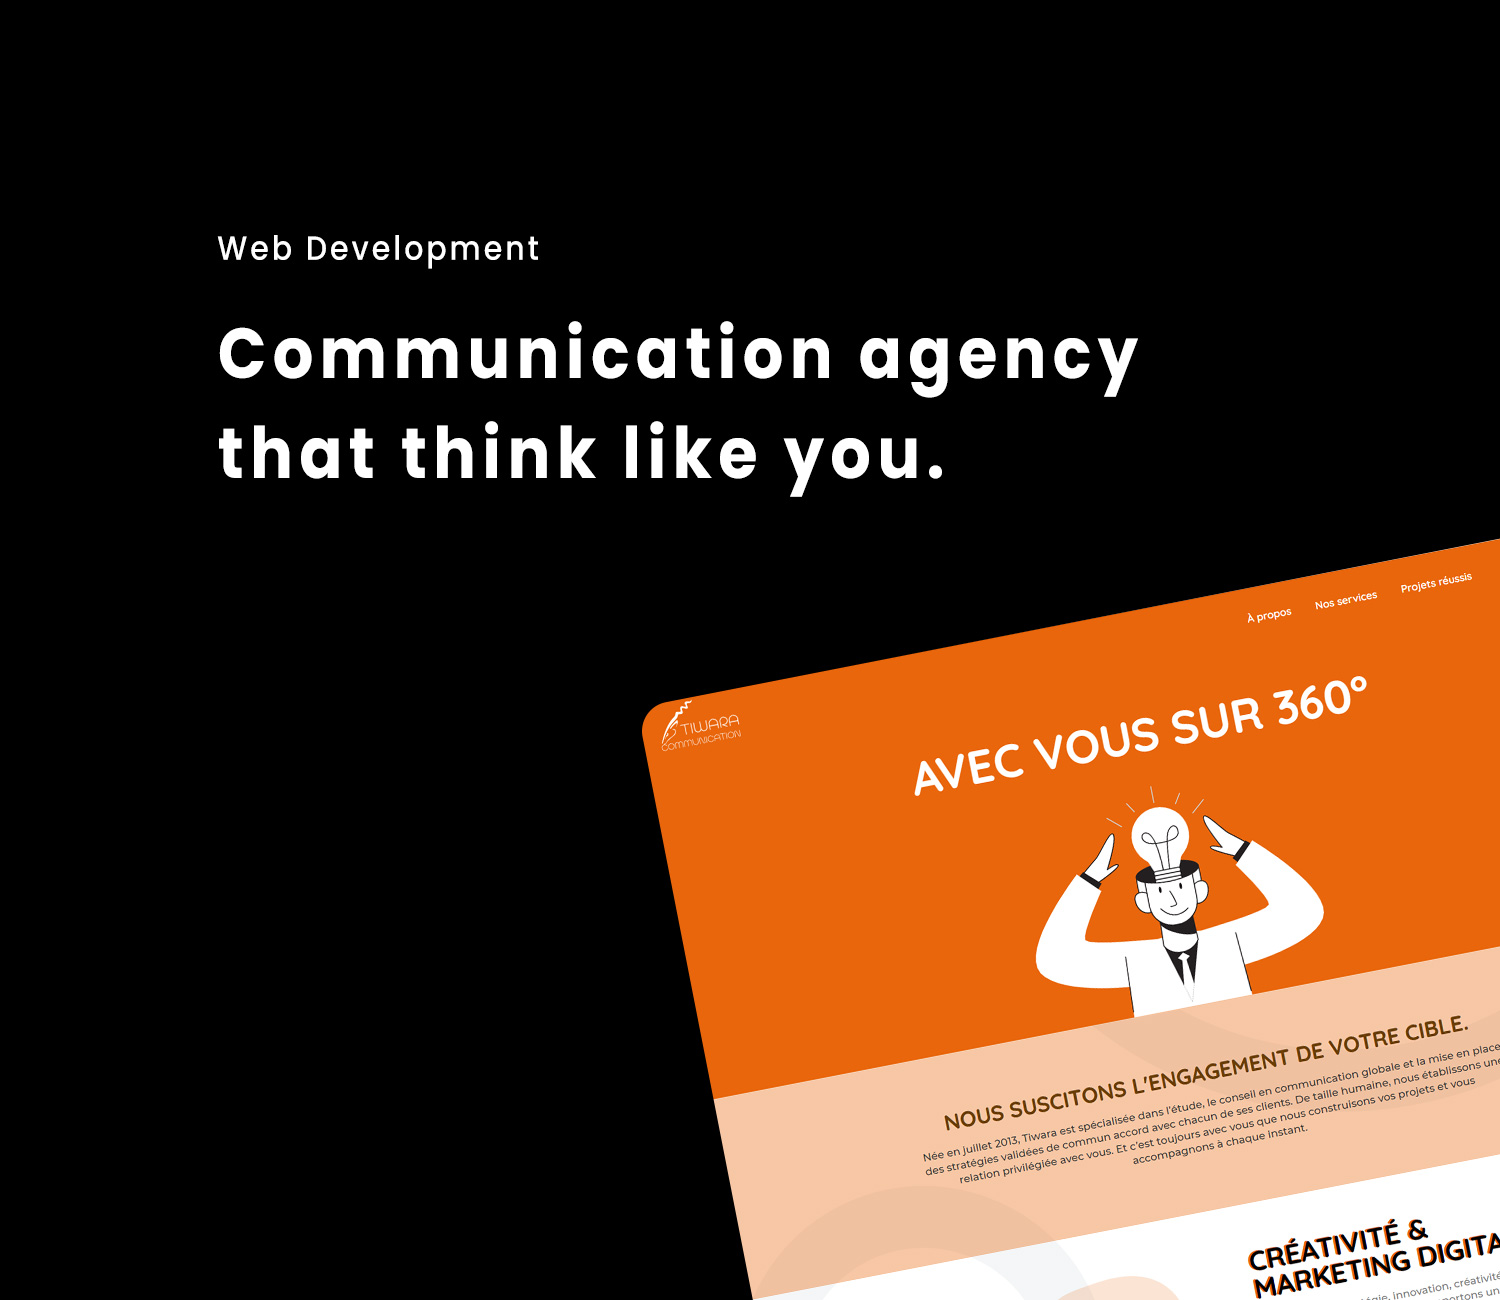 Web Development
Communication agency
that think like you.
À propos Nos services Projets réussis
TIWARA
COMMUNICATION
AVEC VOUS SUR 360°
NOUS SUSCITONS L'ENGAGEMENT DE VOTRE CIBLE.
Née en juillet 2013, Tiwara est spécialisée dans l'étude, le conseil en communication globale et la mise en place
des stratégies validées de commun accord avec chacun de ses clients. De taille humaine, nous établissons une
relation privilégiée avec vous. Et c'est toujours avec vous que nous construisons vos projets et vous
accompagnons à chaque instant.
CRÉATIVITÉ &
MARKETING DIGITA
innovation, créativité